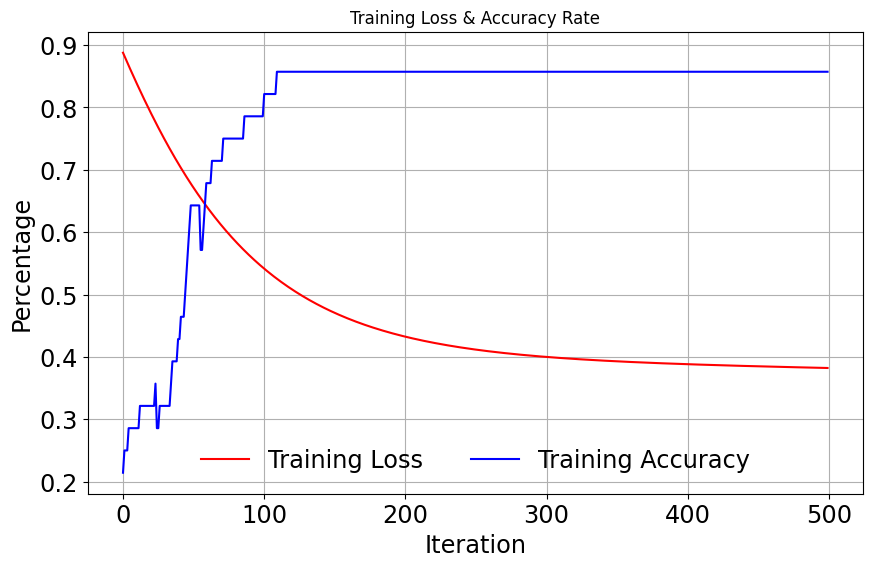 Training Loss & Accuracy Rate
Percentage
0.9
0.8
0.7
0.6
0.5
0.4
0.3
0.2
Training Loss
Training Accuracy
0
100
200
300
400
500
Iteration